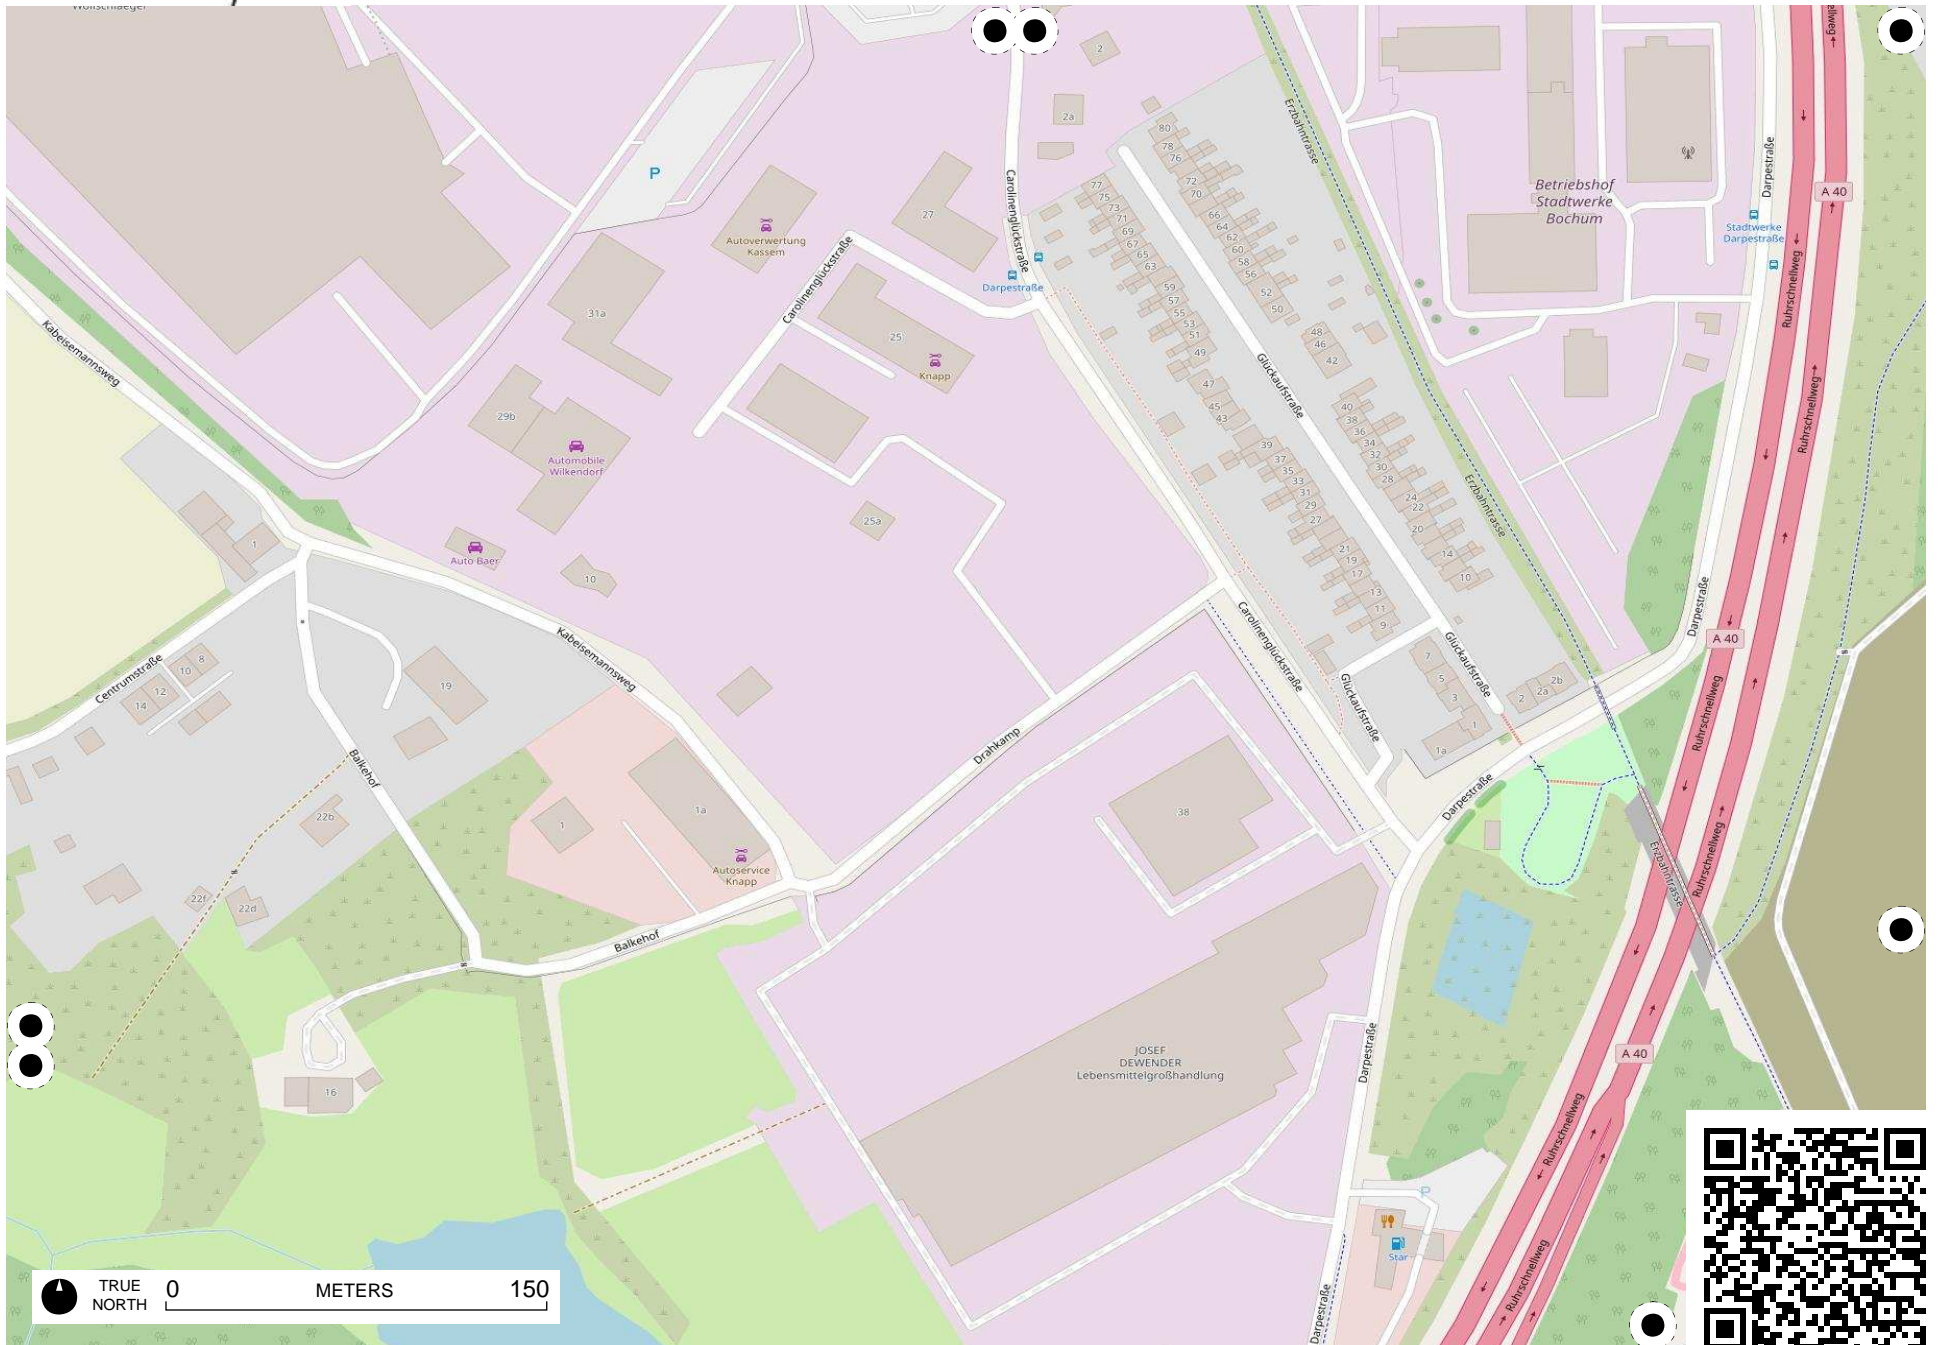 Wollschlaeger
2
2a
80
78
76
72
70
66
64
62
60
58
56
52
50
48
46
42
40
38
36
34
32
30
28
24
22
20
14
10
77
75
73
71
69
67
65
63
59
57
55
53
51
49
47
45
43
39
37
35
33
31
29
27
21
19
17
13
11
9
7
5
3
1
1a
2
2a
2b
Erzbahntrasse
Erzbahntrasse
Erzbahntrasse
Glückaufstraße
Glückaufstraße
Glückaufstraße
Carolinenglückstraße
Carolinenglückstraße
Carolinenglückstraße
Darpestraße
Betriebshof
Stadtwerke
Bochum
Stadtwerke
Darpestraße
Darpestraße
Darpestraße
Darpestraße
Darpestraße
Darpestraße
A 40
A 40
A 40
Ruhrschnellweg
Ruhrschnellweg
Ruhrschnellweg
Ruhrschnellweg
Ruhrschnellweg
Ruhrschnellweg
ellweg
P
Autoverwertung
Kassem
27
25
Knapp
31a
29b
Automobile
Wilkendorf
Auto Baer
10
25a
Kabeisemannsweg
Kabeisemannsweg
1
Centrumstraße
8
10
12
14
19
Balkehof
Balkehof
22b
22f
22d
1
1a
Autoservice
Knapp
Drahkamp
38
JOSEF
DEWENDER
Lebensmittelgroßhandlung
16
P
Star
TRUE
NORTH
0
METERS
150